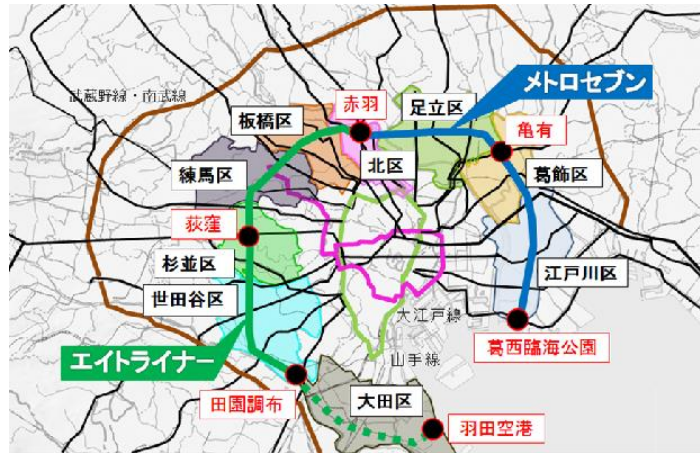 メトロセブン
足立区
赤羽
武蔵野線・南武線
板橋区
亀有
北区
葛飾区
練馬区
荻窪
杉並区
江戸川区
世田谷区
大江戸線
葛西臨海公園
エイトライナー
山手線
田園調布
大田区
羽田空港